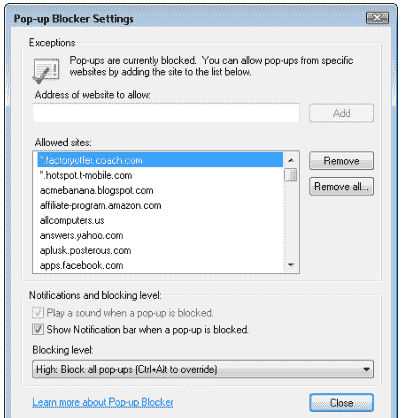 Pop-up Blocker Settings
Exceptions
Pop-ups are currently blocked. You can allow pop-ups from specific
websites by adding the site to the list below.
Address of website to allow:
Add
Allowed sites:
*.factoryoffer.coach.com
*.hotspot.t-mobile.com
acmebanana.blogspot.com
affiliate-program.amazon.com
allcomputers.us
answers.yahoo.com
aplusk.posterous.com
apps.facebook.com
Remove
Remove all...
Notifications and blocking level:
Play a sound when a pop-up is blocked.
Show Notification bar when a pop-up is blocked.
Blocking level:
High: Block all pop-ups (Ctrl+Alt to override)
Learn more about Pop-up Blocker
Close